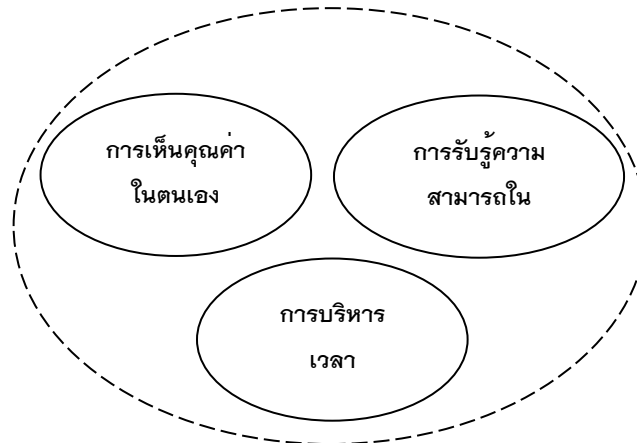 การเห็นคุณค่า
ในตนเอง
การรับรู้ความ
สามารถใน
การบริหาร
เวลา